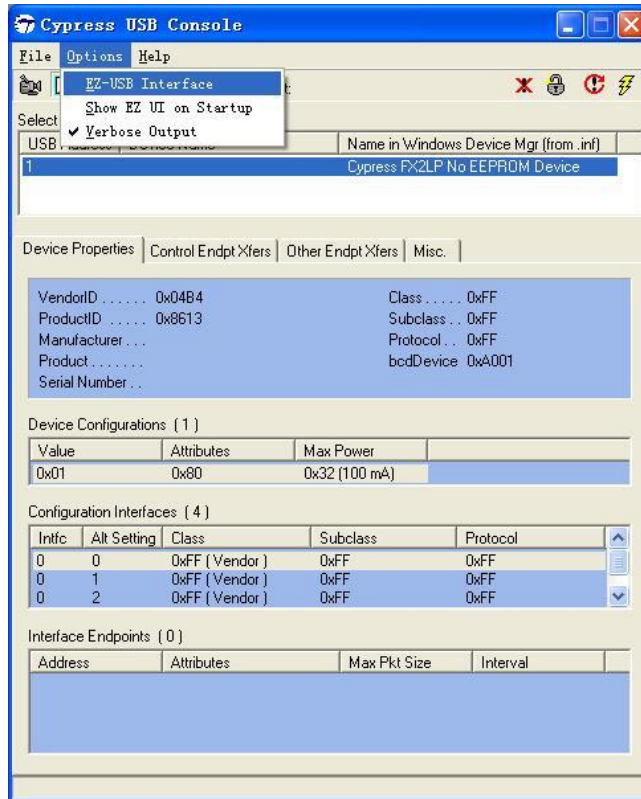 Cypress USB Console
File Options Help
EZ-USB Interface
Show EZ UI on Startup
✔ Verbose Output
Select
USB Name in Windows Device Mgr (from .inf)
1 Cypress FX2LP No EEPROM Device
Device Properties Control Endpt Xfers Other Endpt Xfers Misc.
VendorID . . . . . . 0x04B4 Class . . . . . 0xFF
ProductID . . . . . 0x8613 Subclass . . 0xFF
Manufacturer . . . Protocol . . 0xFF
Product . . . . . . . bcdDevice 0xA001
Serial Number . .
Device Configurations ( 1 )
Value Attributes Max Power
0x01 0x80 0x32 (100 mA)
Configuration Interfaces ( 4 )
Intfc Alt Setting Class Subclass Protocol
0 0 0xFF ( Vendor ) 0xFF 0xFF
0 1 0xFF ( Vendor ) 0xFF 0xFF
0 2 0xFF ( Vendor ) 0xFF 0xFF
Interface Endpoints ( 0 )
Address Attributes Max Pkt Size Interval